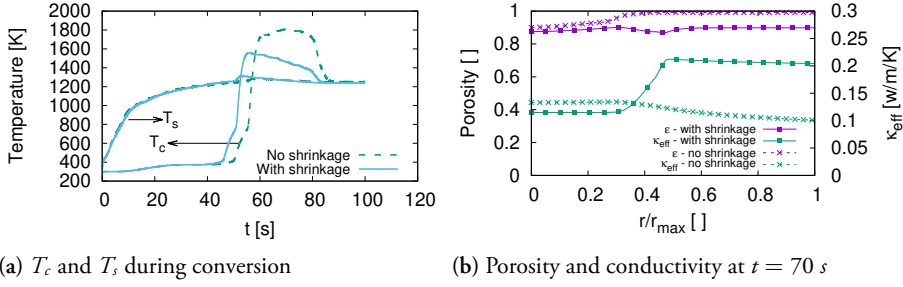 Temperature [K]
2000
1800
1600
1400
1200
1000
800
600
400
200
T_s
T_c
No shrinkage
With shrinkage
0 20 40 60 80 100 120
t [s]
Porosity [ ]
1
0.8
0.6
0.4
0.2
0
ε - with shrinkage
κ_eff - with shrinkage
ε - no shrinkage
κ_eff - no shrinkage
0 0.2 0.4 0.6 0.8 1
r/r_max [ ]
0.3
0.25
0.2
0.15
0.1
0.05
0
κ_eff [w/m/K]
(a) T_c and T_s during conversion
(b) Porosity and conductivity at t = 70 s